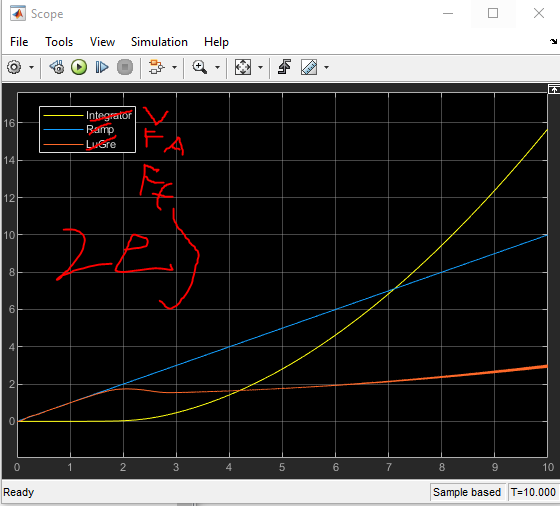 Scope
File Tools View Simulation Help
Integrator V
Ramp FA
LuGre
Ff
2-e)
16
14
12
10
8
6
4
2
0
0 1 2 3 4 5 6 7 8 9 10
Ready Sample based T=10.000